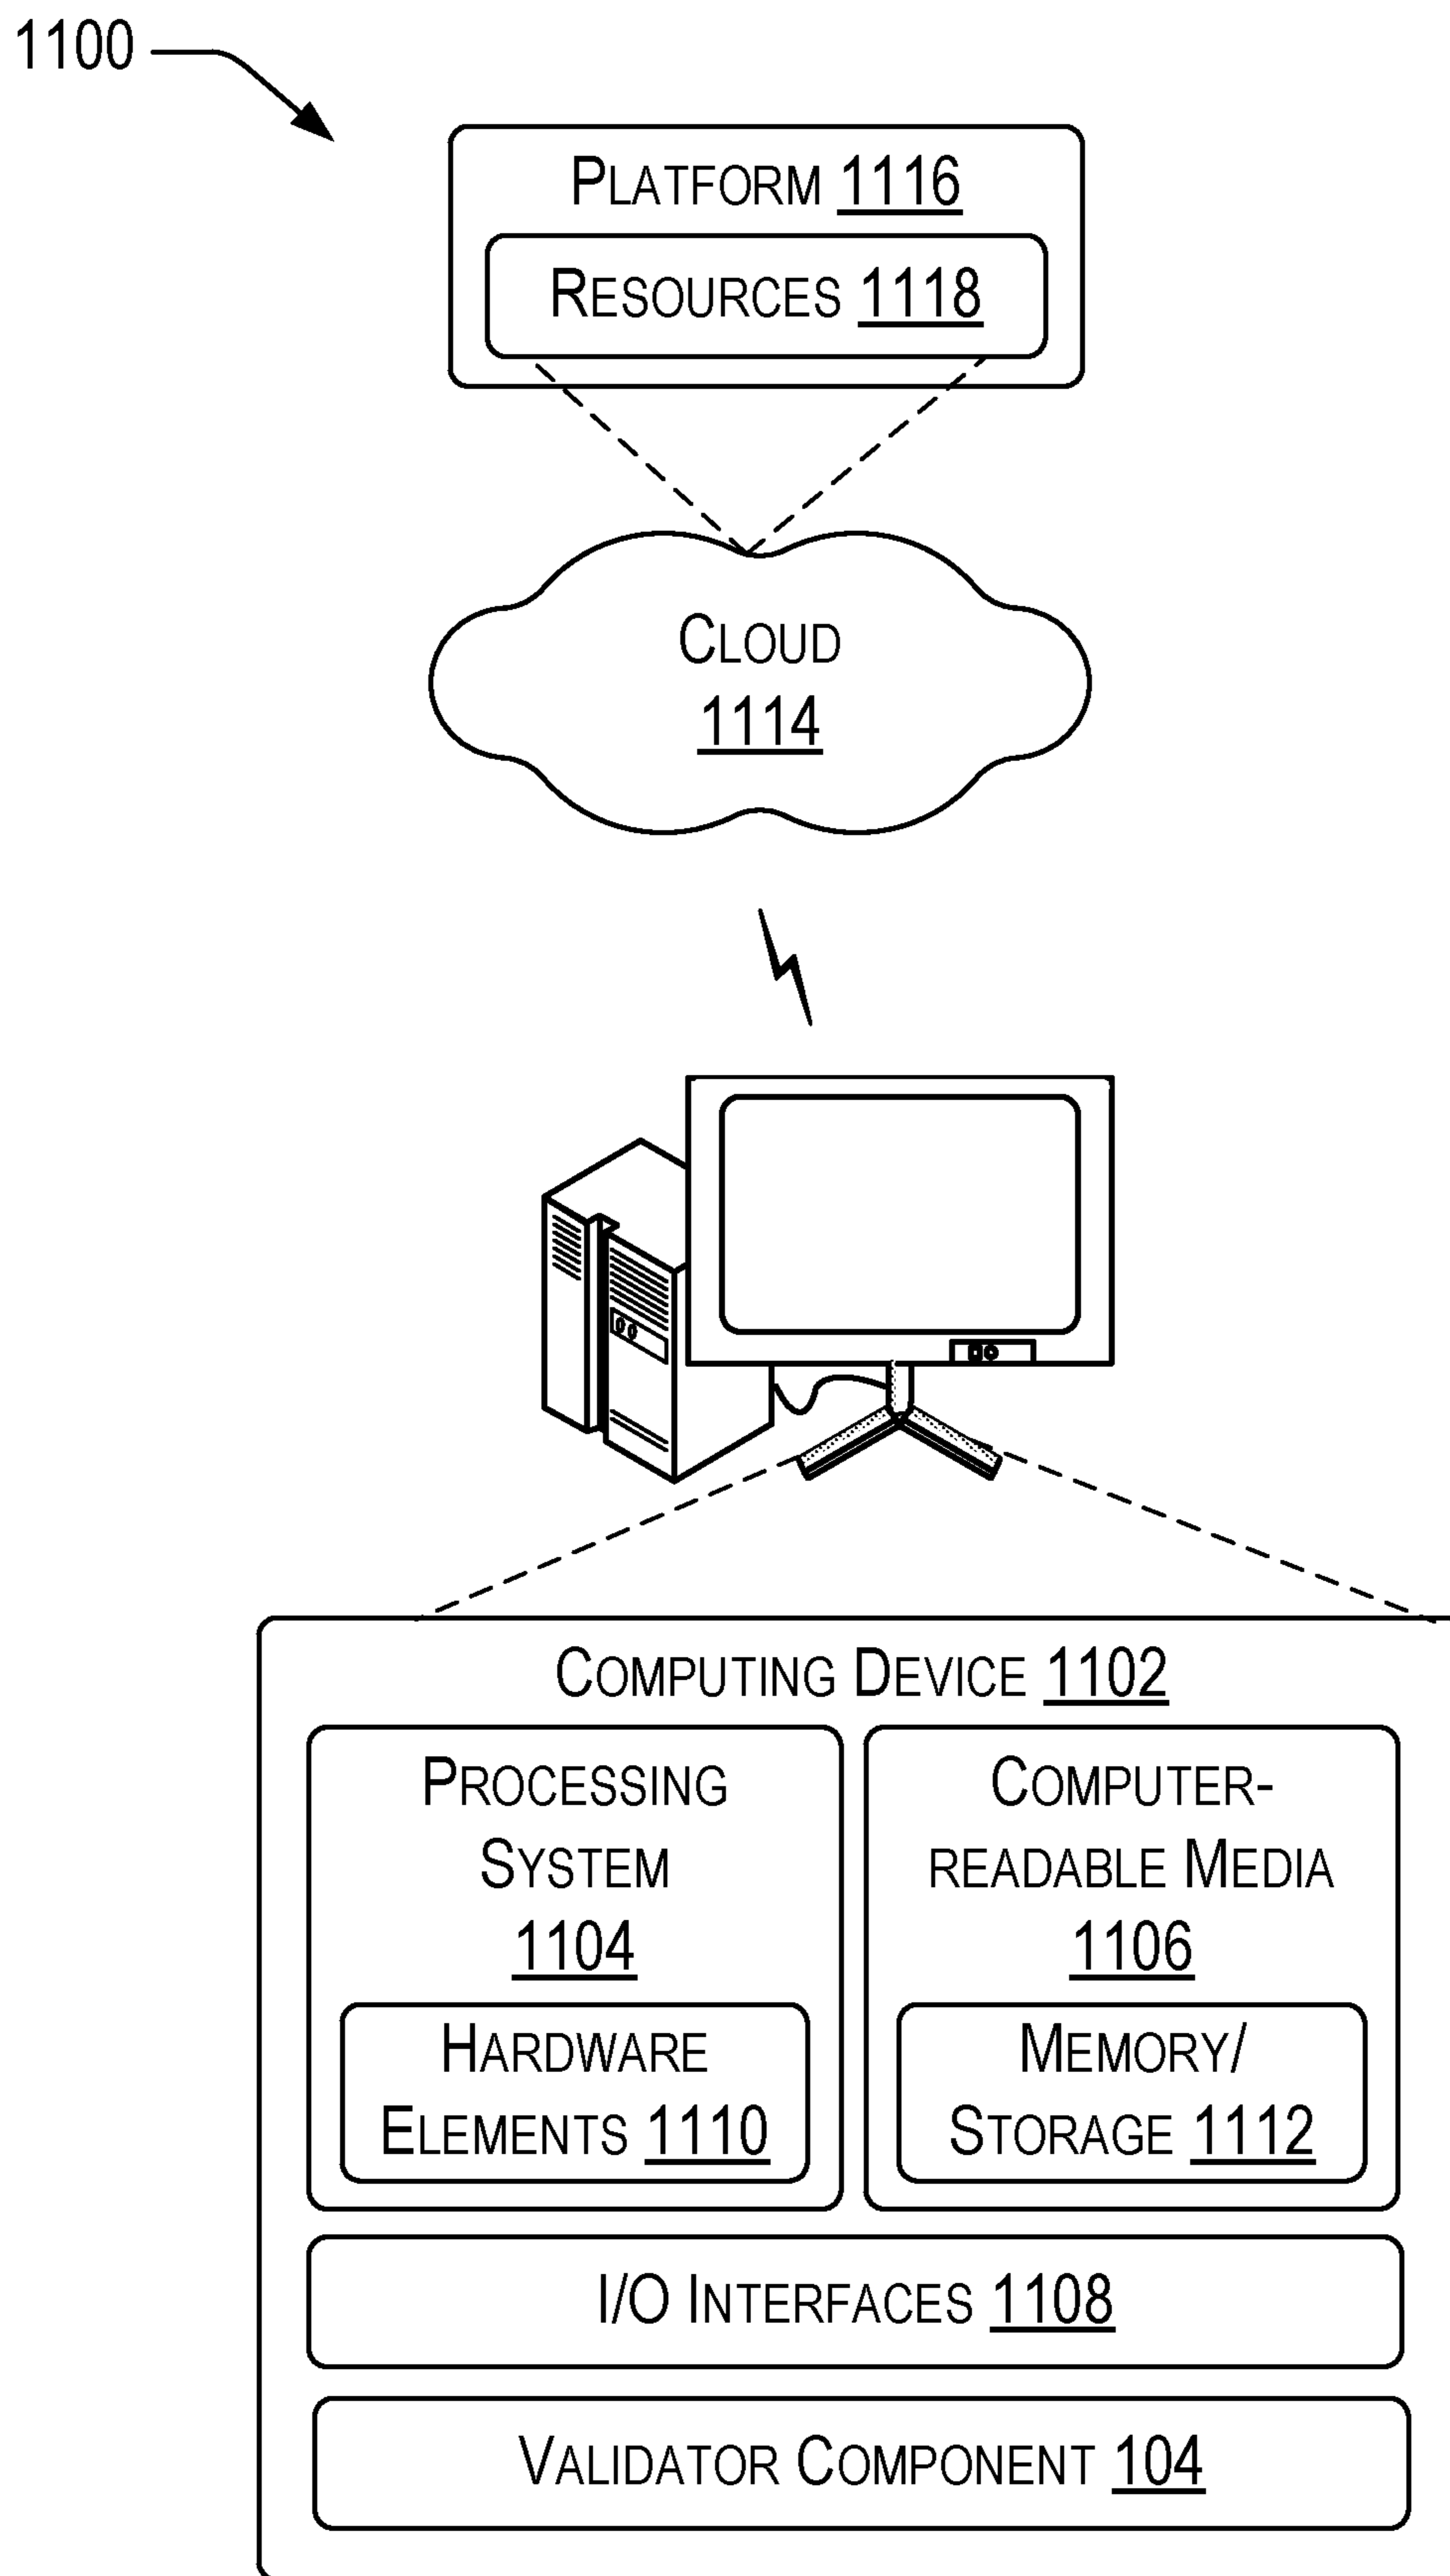 1100
PLATFORM 1116
RESOURCES 1118
CLOUD
1114
COMPUTING DEVICE 1102
PROCESSING
SYSTEM
1104
HARDWARE
ELEMENTS 1110
COMPUTER-
READABLE MEDIA
1106
MEMORY/
STORAGE 1112
I/O INTERFACES 1108
VALIDATOR COMPONENT 104